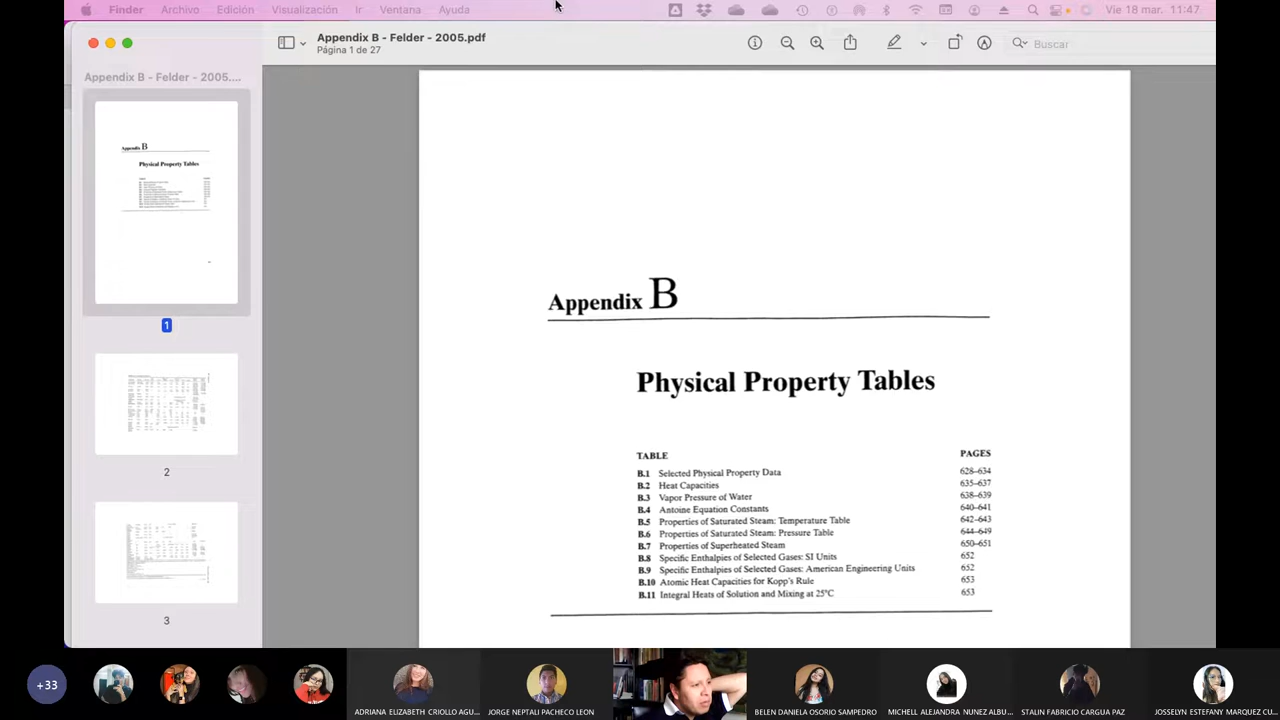 Finder Archivo Edición Visualización Ir Ventana Ayuda Vie 18 mar. 11:47
Appendix B - Felder - 2005.pdf
Página 1 de 27
Buscar
Appendix B - Felder - 2005....
1
2
3
Appendix B
Physical Property Tables
Appendix B
Physical Property Tables
TABLE PAGES
B.1 Selected Physical Property Data 628–634
B.2 Heat Capacities 635–637
B.3 Vapor Pressure of Water 638–639
B.4 Antoine Equation Constants 640–641
B.5 Properties of Saturated Steam: Temperature Table 642–643
B.6 Properties of Saturated Steam: Pressure Table 644–649
B.7 Properties of Superheated Steam 650–651
B.8 Specific Enthalpies of Selected Gases: SI Units 652
B.9 Specific Enthalpies of Selected Gases: American Engineering Units 652
B.10 Atomic Heat Capacities for Kopp's Rule 653
B.11 Integral Heats of Solution and Mixing at 25°C 653
+33
ADRIANA ELIZABETH CRIOLLO AGU...
JORGE NEPTALI PACHECO LEON
BELEN DANIELA OSORIO SAMPEDRO
MICHELL ALEJANDRA NUNEZ ALBU...
STALIN FABRICIO CARGUA PAZ
JOSSELYN ESTEFANY MARQUEZ CU...